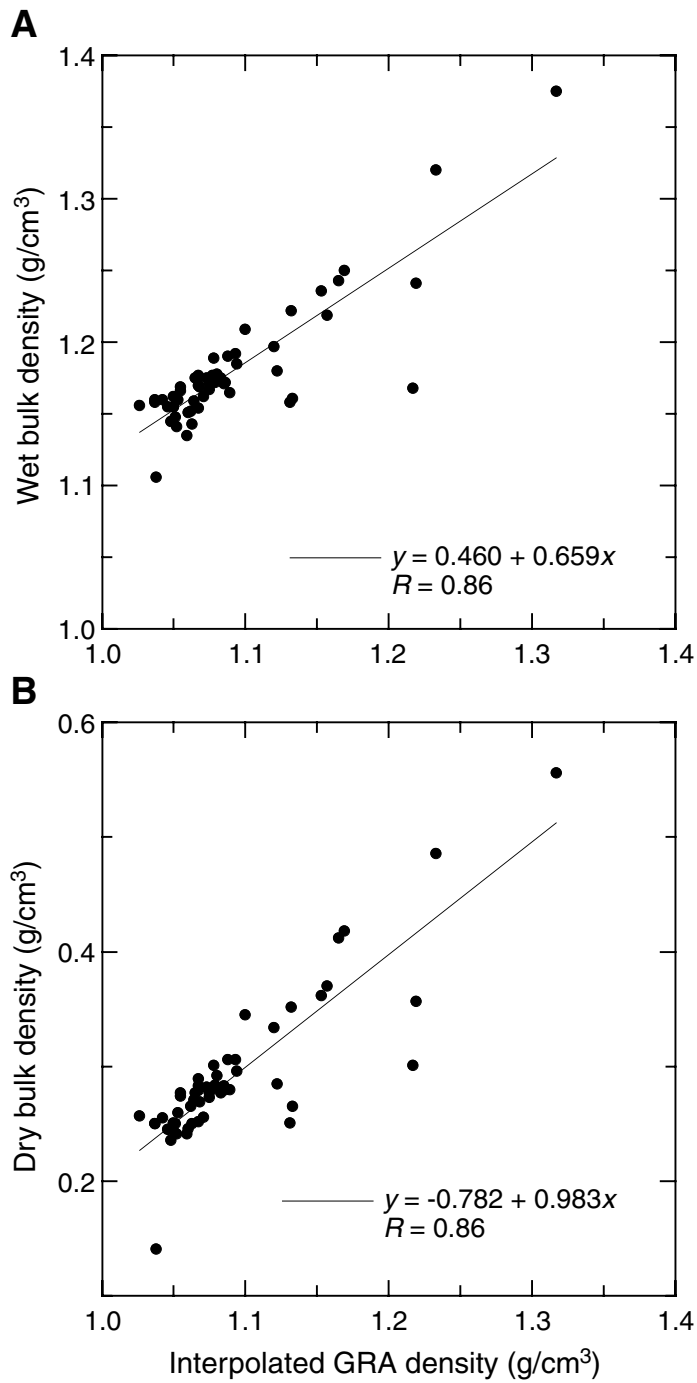 A
1.4
1.3
1.2
1.1
1.0
Wet bulk density (g/cm³)
y = 0.460 + 0.659x
R = 0.86
1.0 1.1 1.2 1.3 1.4
B
0.6
0.4
0.2
Dry bulk density (g/cm³)
y = -0.782 + 0.983x
R = 0.86
1.0 1.1 1.2 1.3 1.4
Interpolated GRA density (g/cm³)